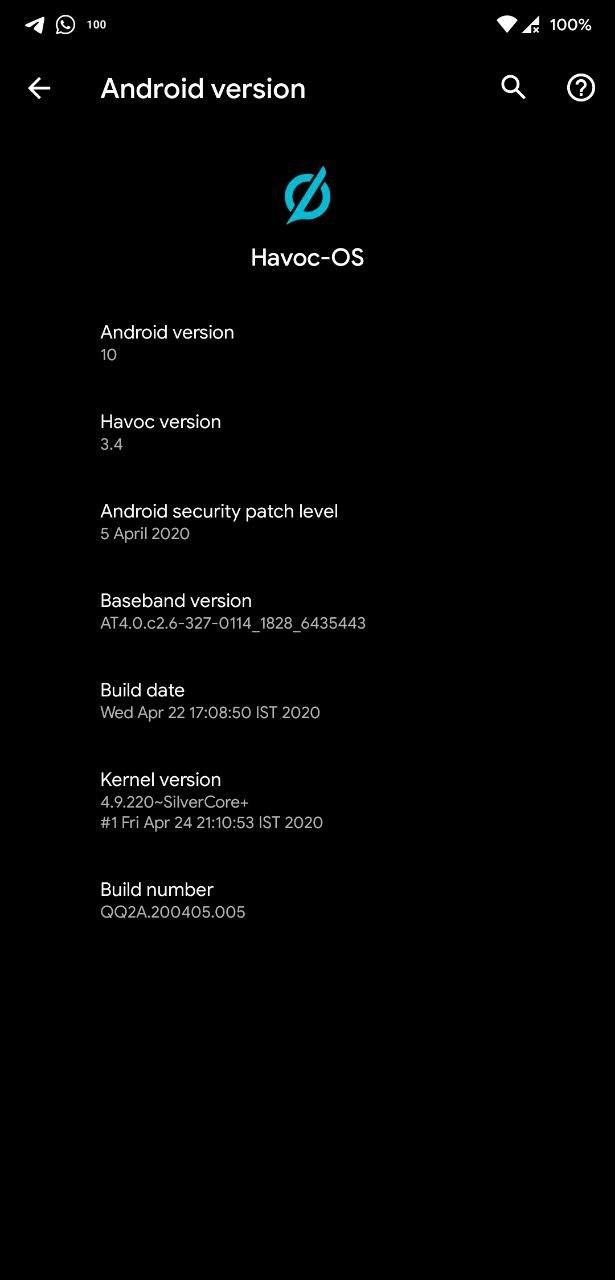 100
100%
Android version
Havoc-OS
Android version
10
Havoc version
3.4
Android security patch level
5 April 2020
Baseband version
AT4.0.c2.6-327-0114_1828_6435443
Build date
Wed Apr 22 17:08:50 IST 2020
Kernel version
4.9.220~SilverCore+
#1 Fri Apr 24 21:10:53 IST 2020
Build number
QQ2A.200405.005